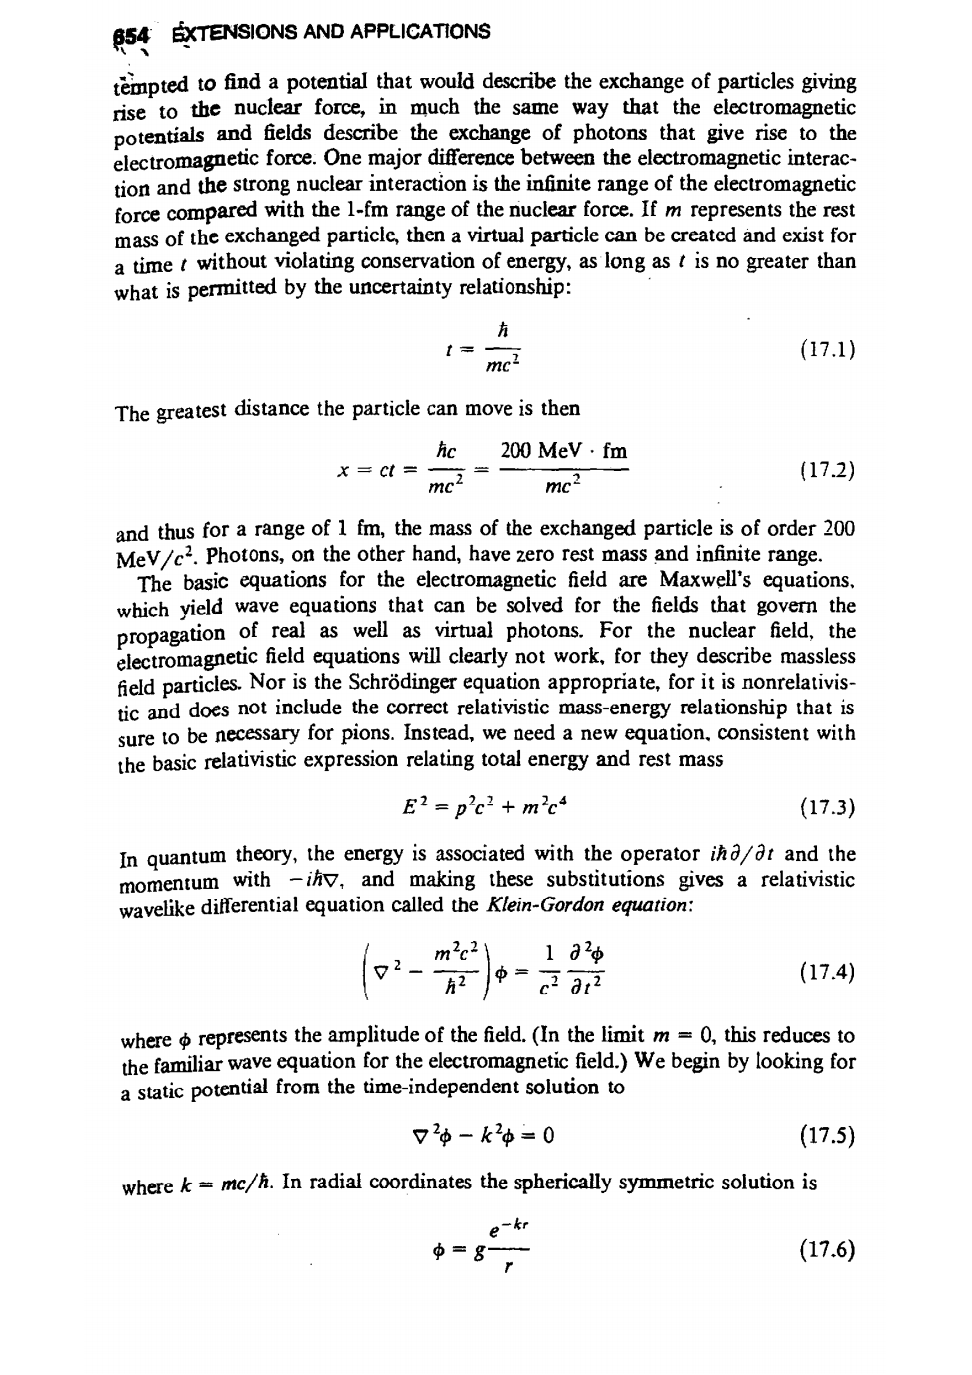 654 EXTENSIONS AND APPLICATIONS
tempted to find a potential that would describe the exchange of particles giving
rise to the nuclear force, in much the same way that the electromagnetic
potentials and fields describe the exchange of photons that give rise to the
electromagnetic force. One major difference between the electromagnetic interac-
tion and the strong nuclear interaction is the infinite range of the electromagnetic
force compared with the 1-fm range of the nuclear force. If m represents the rest
mass of the exchanged particle, then a virtual particle can be created and exist for
a time t without violating conservation of energy, as long as t is no greater than
what is permitted by the uncertainty relationship:
t = ħ / mc² (17.1)
The greatest distance the particle can move is then
x = ct = ħc / mc² = 200 MeV · fm / mc² (17.2)
and thus for a range of 1 fm, the mass of the exchanged particle is of order 200
MeV/c². Photons, on the other hand, have zero rest mass and infinite range.
The basic equations for the electromagnetic field are Maxwell's equations,
which yield wave equations that can be solved for the fields that govern the
propagation of real as well as virtual photons. For the nuclear field, the
electromagnetic field equations will clearly not work, for they describe massless
field particles. Nor is the Schrödinger equation appropriate, for it is nonrelativis-
tic and does not include the correct relativistic mass-energy relationship that is
sure to be necessary for pions. Instead, we need a new equation, consistent with
the basic relativistic expression relating total energy and rest mass
E² = p²c² + m²c⁴ (17.3)
In quantum theory, the energy is associated with the operator iħ∂/∂t and the
momentum with −iħ∇, and making these substitutions gives a relativistic
wavelike differential equation called the Klein-Gordon equation:
(∇² − m²c² / ħ²) ϕ = 1 / c² ∂²ϕ / ∂t² (17.4)
where ϕ represents the amplitude of the field. (In the limit m = 0, this reduces to
the familiar wave equation for the electromagnetic field.) We begin by looking for
a static potential from the time-independent solution to
∇²ϕ − k²ϕ = 0 (17.5)
where k = mc/ħ. In radial coordinates the spherically symmetric solution is
ϕ = g e^−kr / r (17.6)